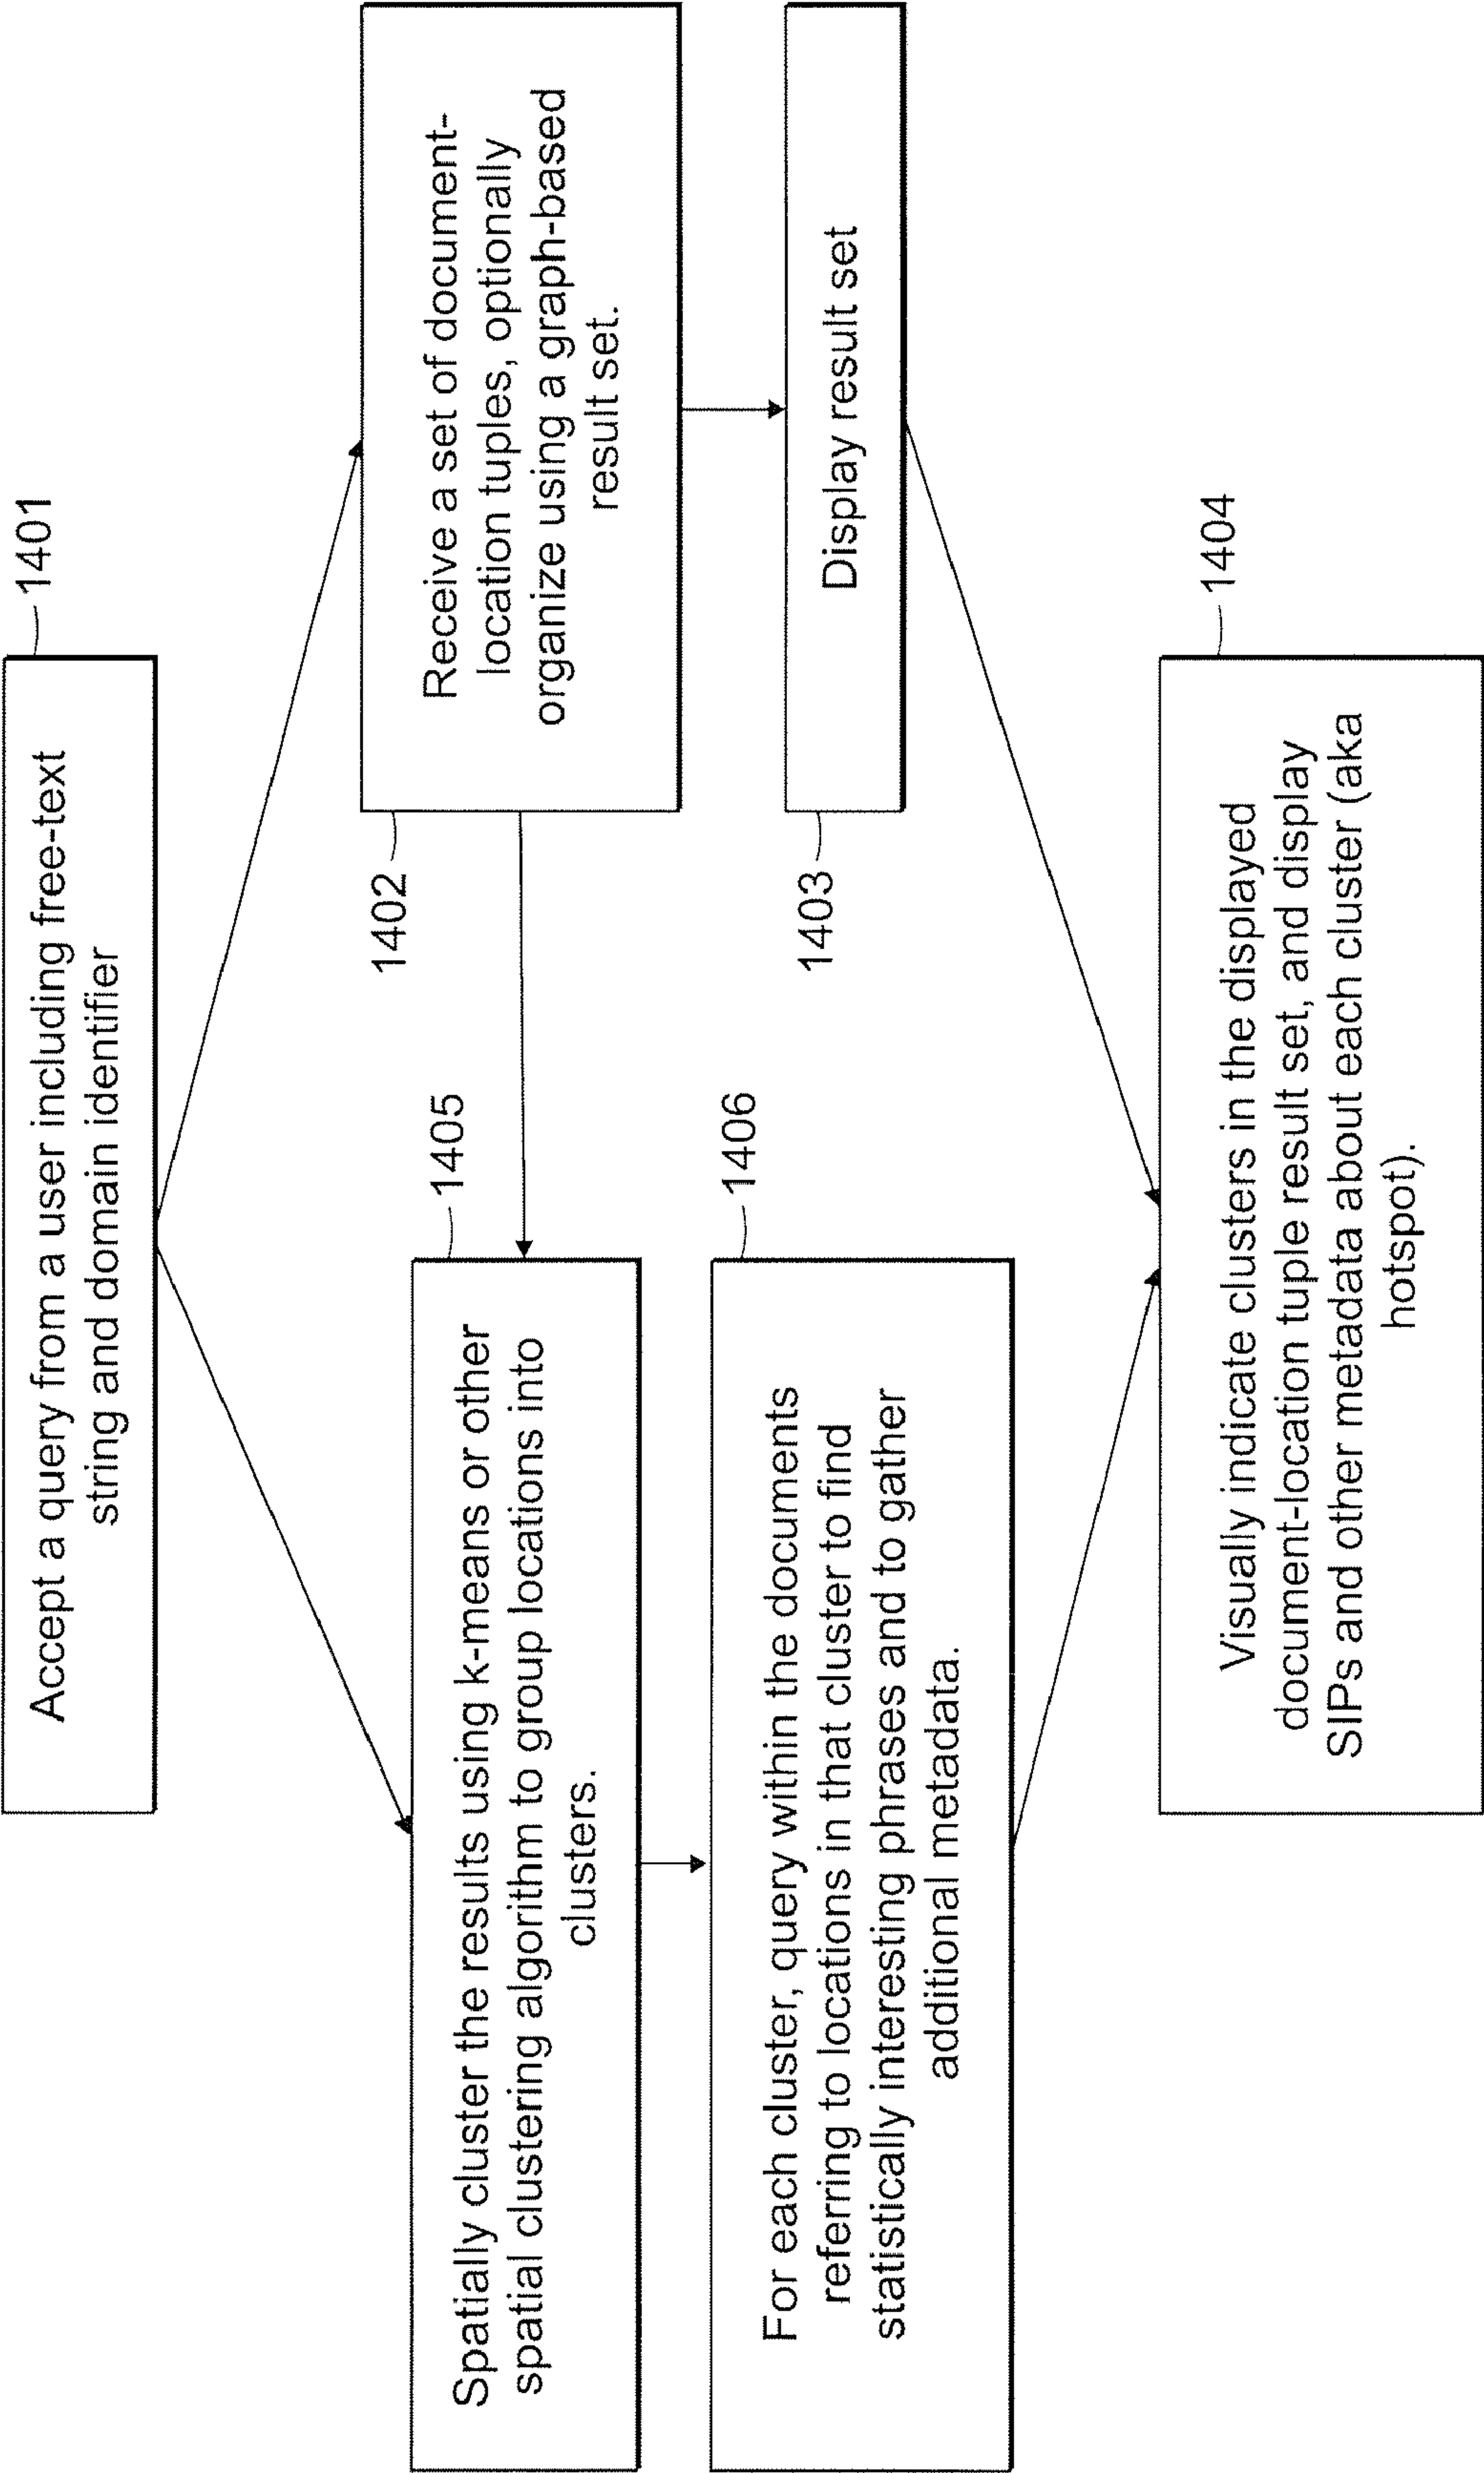 Accept a query from a user including free-text
string and domain identifier
1401
Receive a set of document-
location tuples, optionally
organize using a graph-based
result set.
1402
Display result set
1403
Spatially cluster the results using k-means or other
spatial clustering algorithm to group locations into
clusters.
1405
For each cluster, query within the documents
referring to locations in that cluster to find
statistically interesting phrases and to gather
additional metadata.
1406
Visually indicate clusters in the displayed
document-location tuple result set, and display
SIPs and other metadata about each cluster (aka
hotspot).
1404